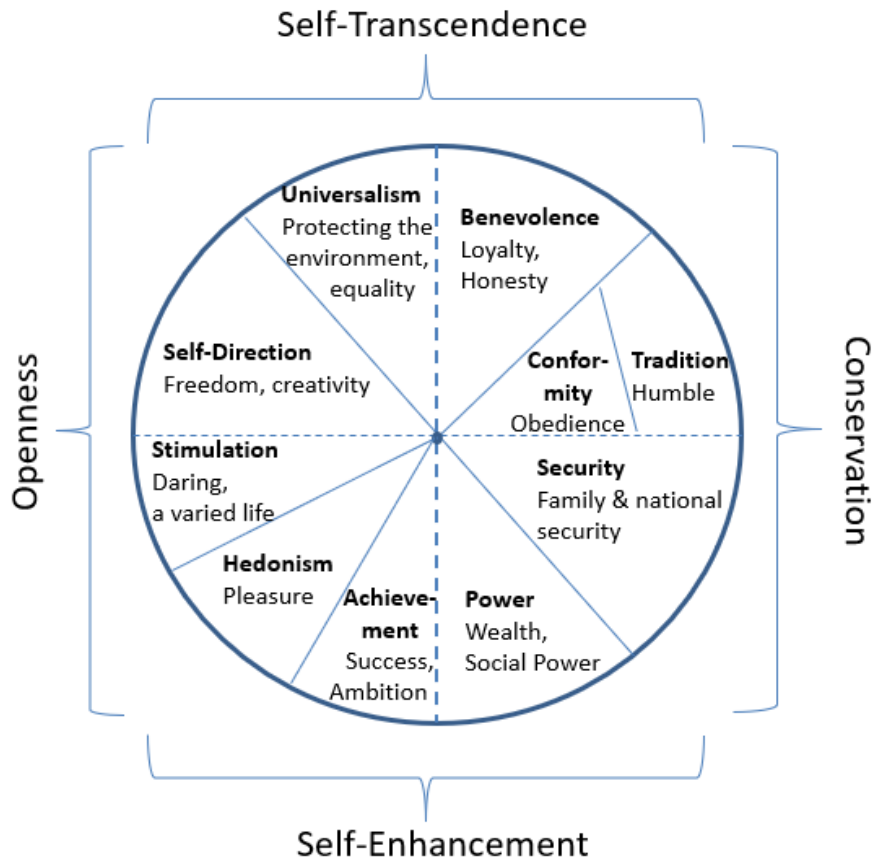 Self-Transcendence
Universalism
Protecting the
environment,
equality
Benevolence
Loyalty,
Honesty
Self-Direction
Freedom, creativity
Confor-
mity
Obedience
Tradition
Humble
Openness
Conservation
Stimulation
Daring,
a varied life
Security
Family & national
security
Hedonism
Pleasure
Achieve-
ment
Success,
Ambition
Power
Wealth,
Social Power
Self-Enhancement